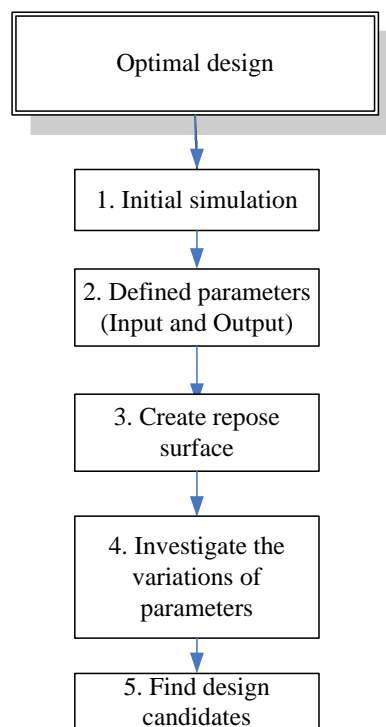 Optimal design
1. Initial simulation
2. Defined parameters
(Input and Output)
3. Create repose
surface
4. Investigate the
variations of
parameters
5. Find design
candidates